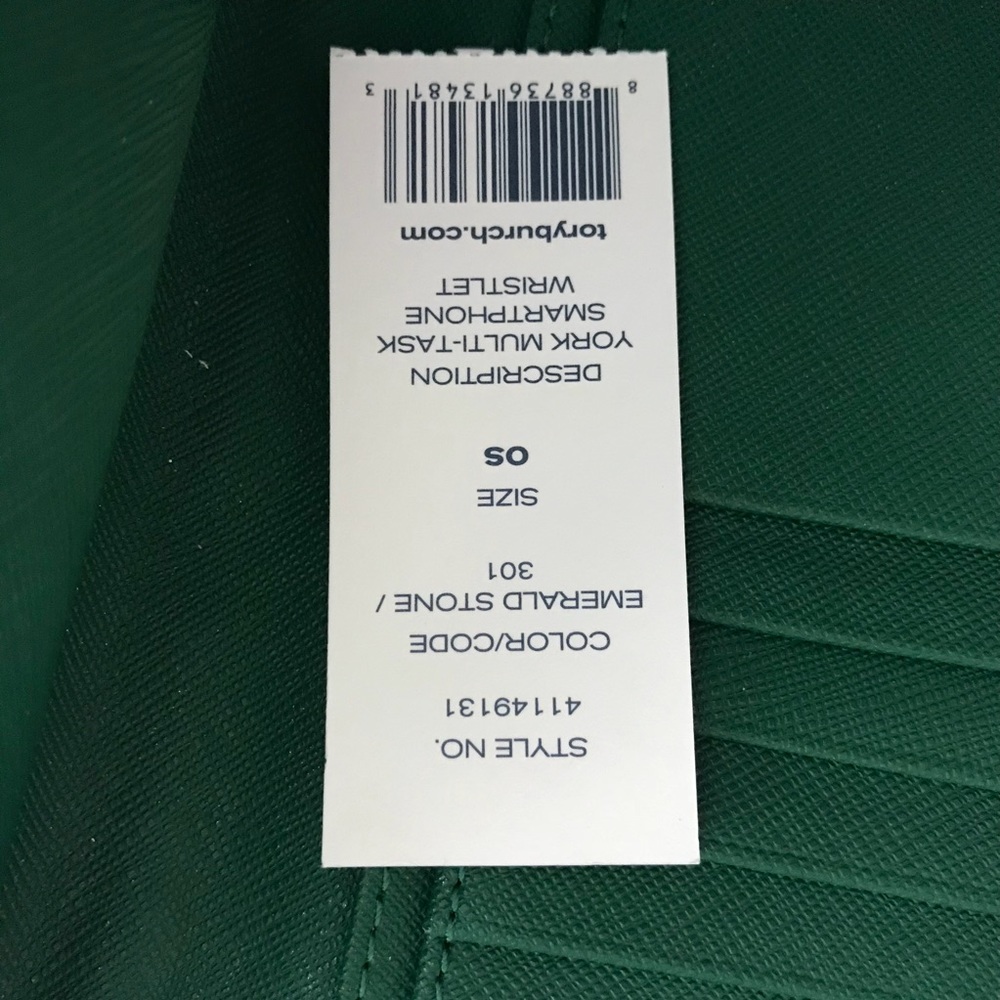 STYLE NO.
41149131
COLOR/CODE
EMERALD STONE /
301
SIZE
OS
DESCRIPTION
YORK MULTI-TASK
SMARTPHONE
WRISTLET
toryburch.com
8 88736 13481 3